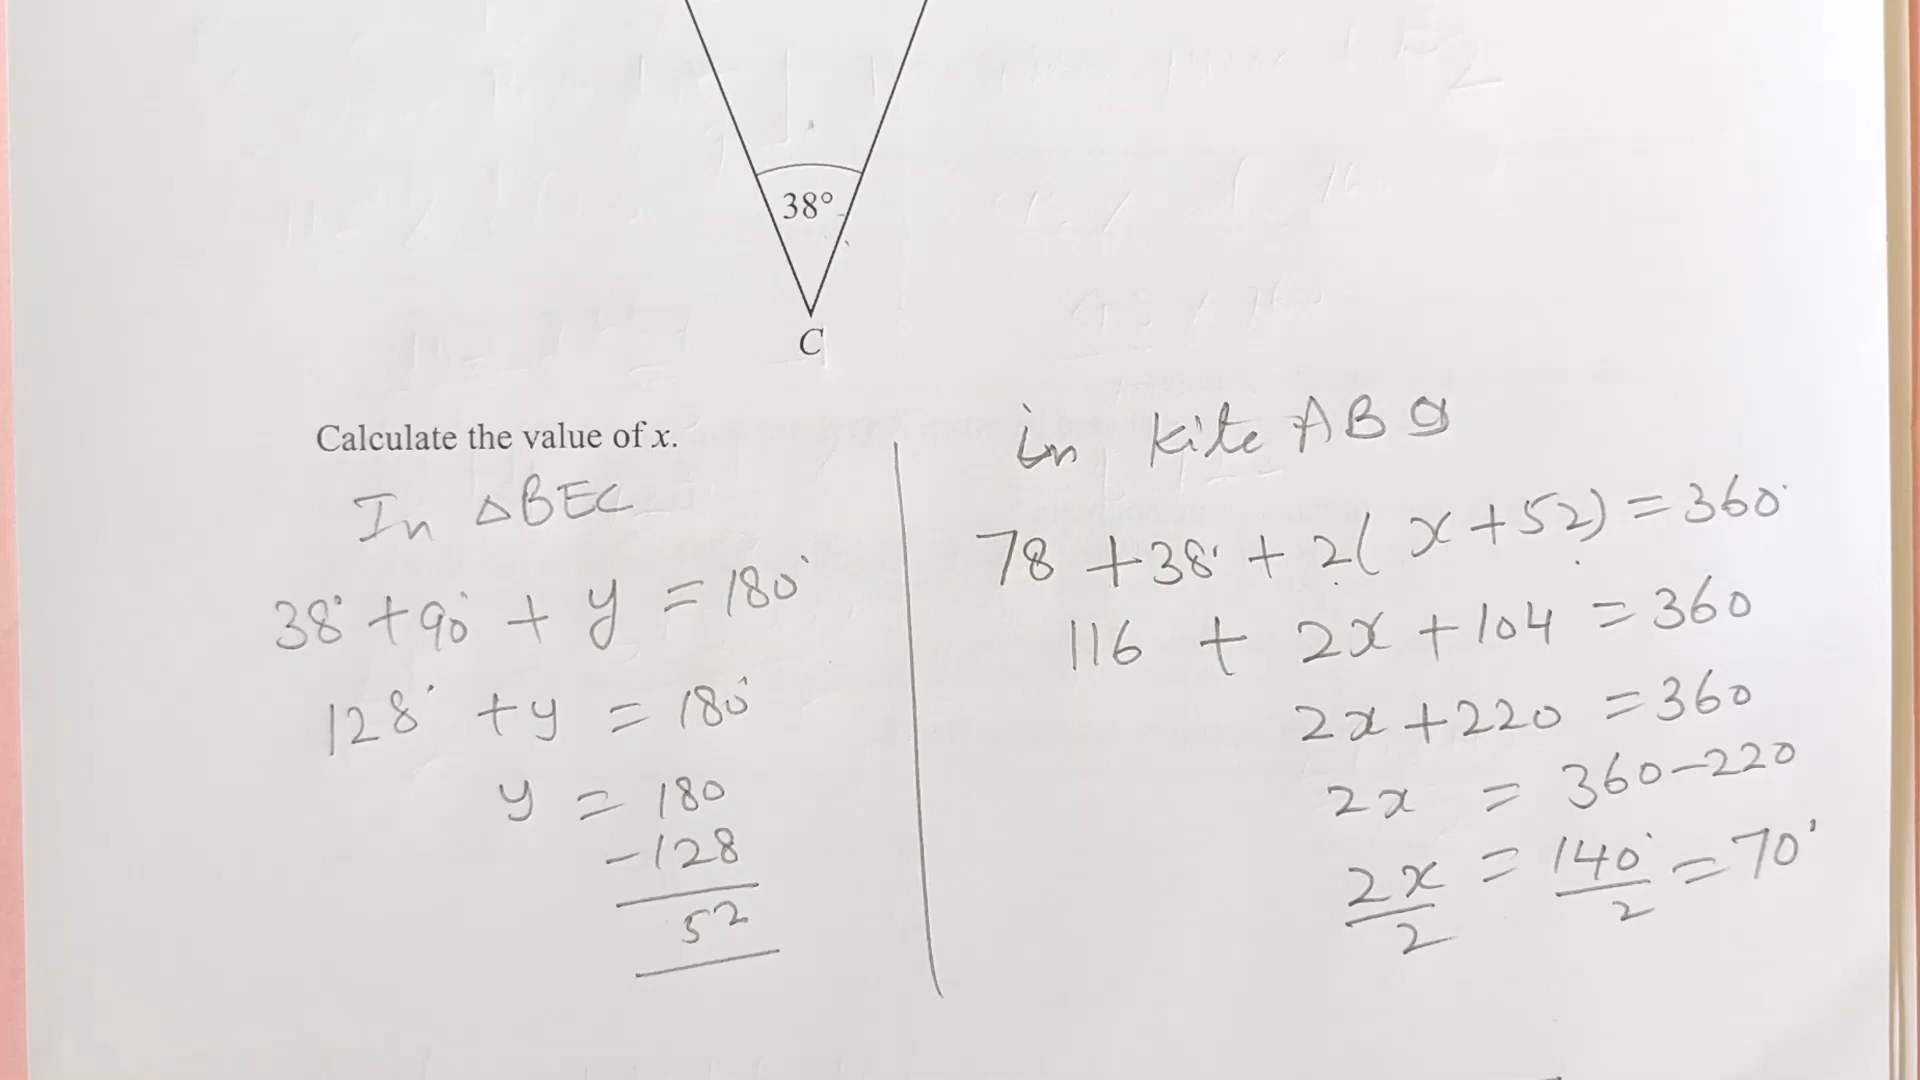 38°
C
Calculate the value of x.
In △BEC
38° + 90° + y = 180°
128° + y = 180°
y = 180
-128
52
in kite AB
78 + 38° + 2( x + 52) = 360°
116 + 2x + 104 = 360
2x + 220 = 360
2x = 360 - 220
2x/2 = 140°/2 = 70°